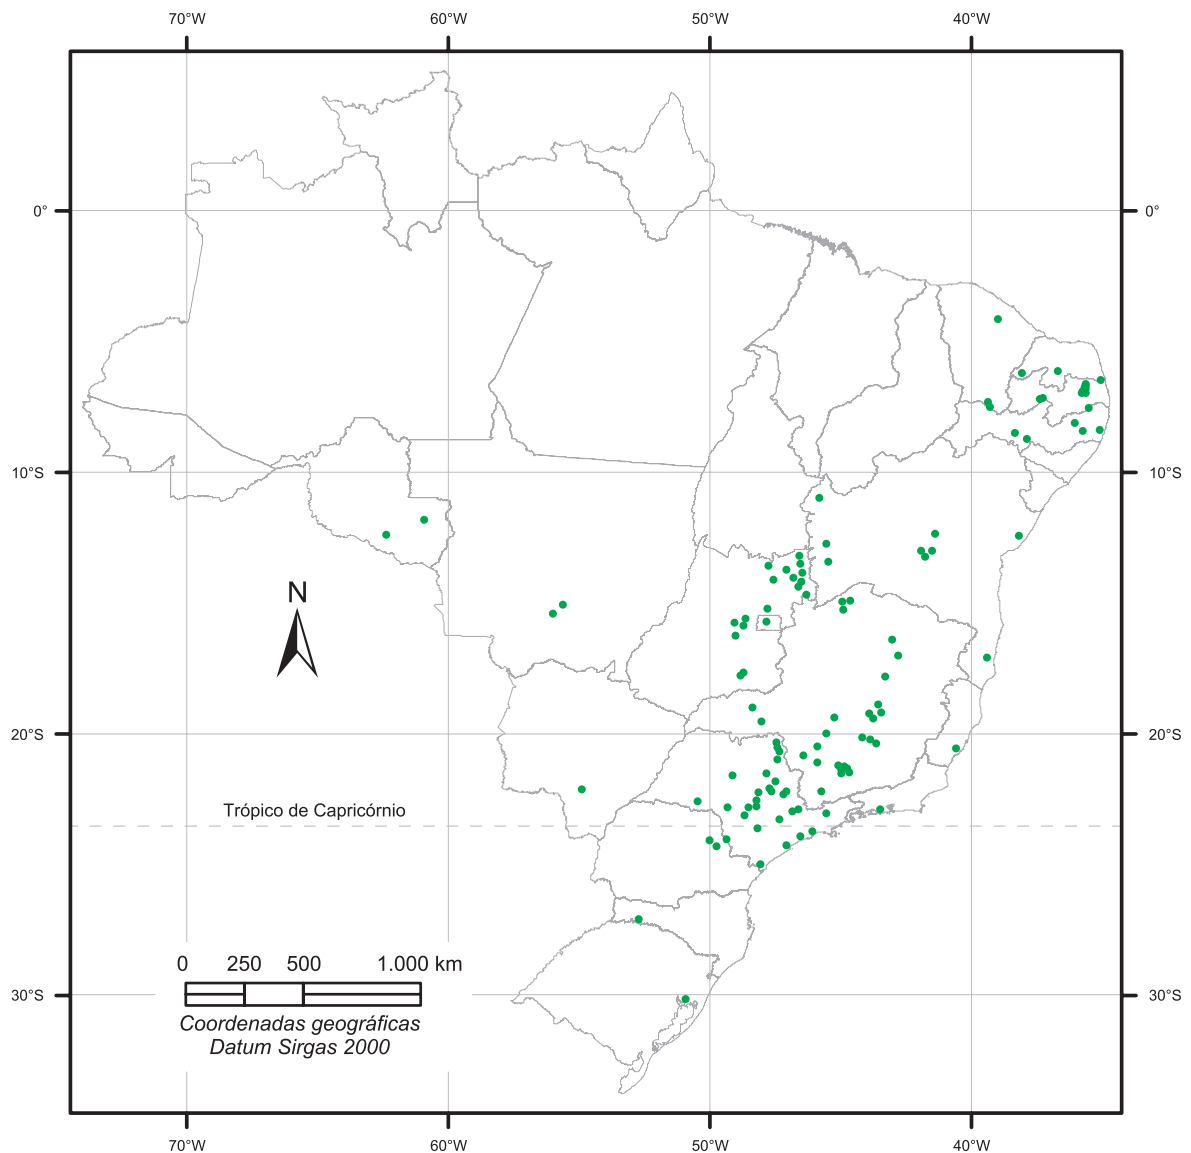 70°W 60°W 50°W 40°W
0° 0°
10°S 10°S
N
Trópico de Capricórnio
20°S 20°S
0 250 500 1.000 km
30°S 30°S
Coordenadas geográficas
Datum Sirgas 2000
70°W 60°W 50°W 40°W